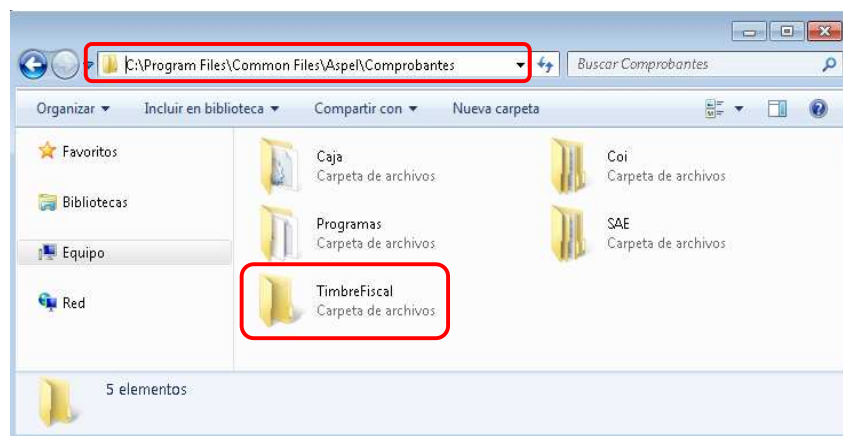 C:\Program Files\Common Files\Aspel\Comprobantes
Buscar Comprobantes
Organizar
Incluir en biblioteca
Compartir con
Nueva carpeta
Favoritos
Bibliotecas
Equipo
Red
Caja
Carpeta de archivos
Coi
Carpeta de archivos
Programas
Carpeta de archivos
SAE
Carpeta de archivos
TimbreFiscal
Carpeta de archivos
5 elementos